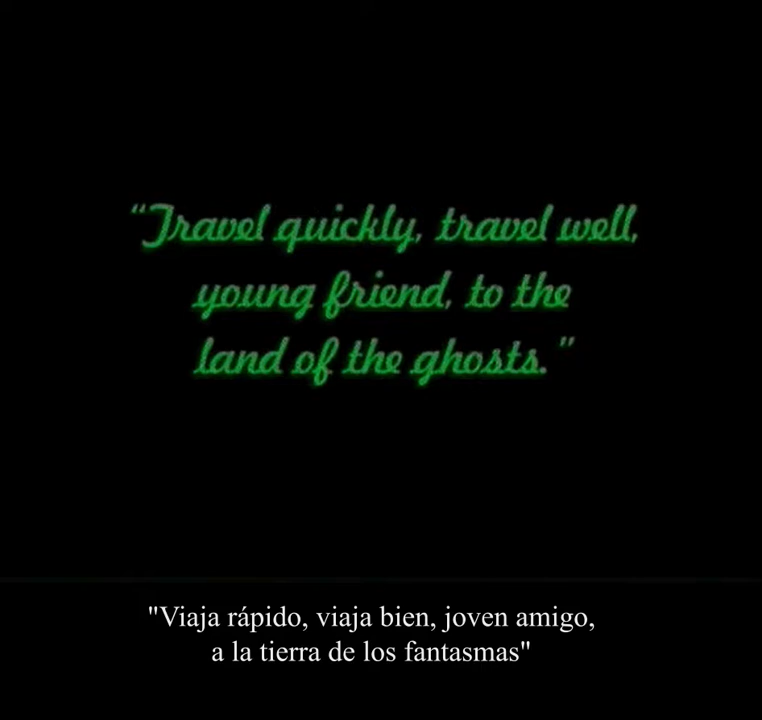 "Travel quickly, travel well,
young friend, to the
land of the ghosts."
"Viaja rápido, viaja bien, joven amigo,
a la tierra de los fantasmas"